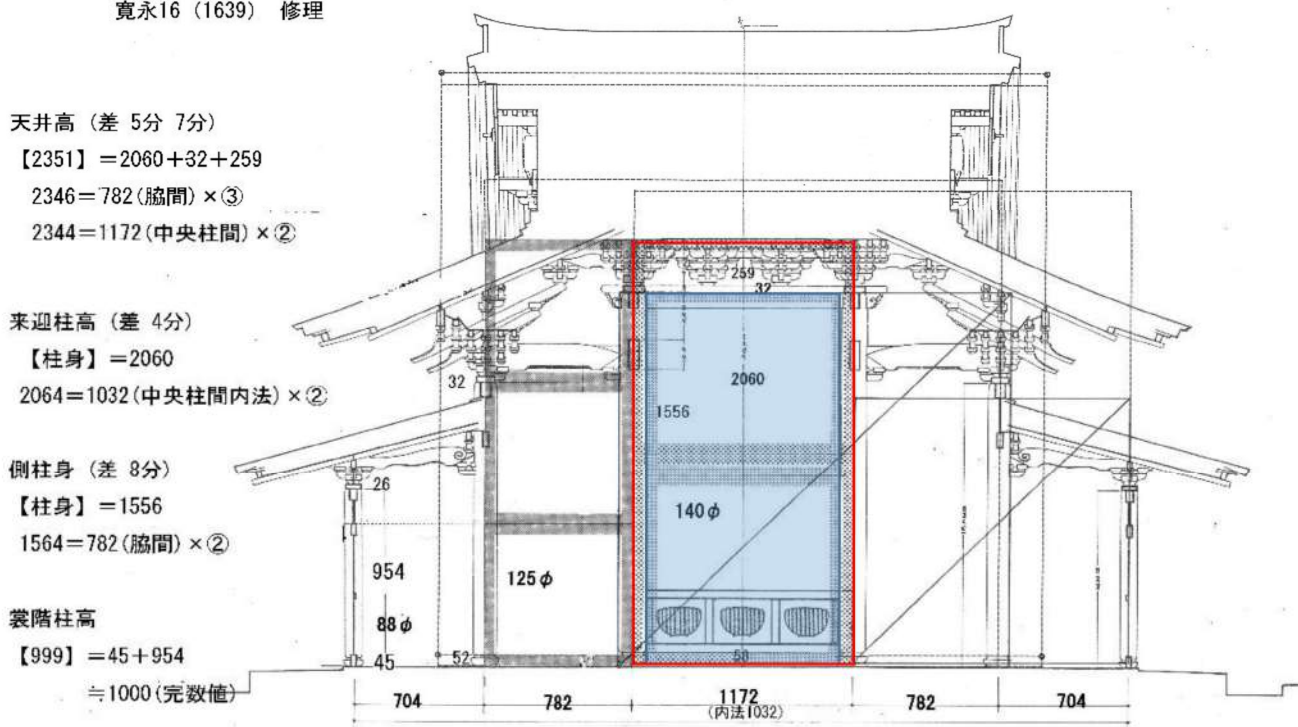 寛永16 (1639) 修理
天井高 (差 5分 7分)
【2351】=2060+32+259
2346=782(脇間)×③
2344=1172(中央柱間)×②
来迎柱高 (差 4分)
【柱身】=2060
2064=1032(中央柱間内法)×②
側柱身 (差 8分)
【柱身】=1556
1564=782(脇間)×②
裳階柱高
【999】=45+954
≒1000(完数値)
259
32
2060
32
1556
26
140φ
954
125φ
88φ
45
52
58
704
782
1172
782
704
(内法1032)